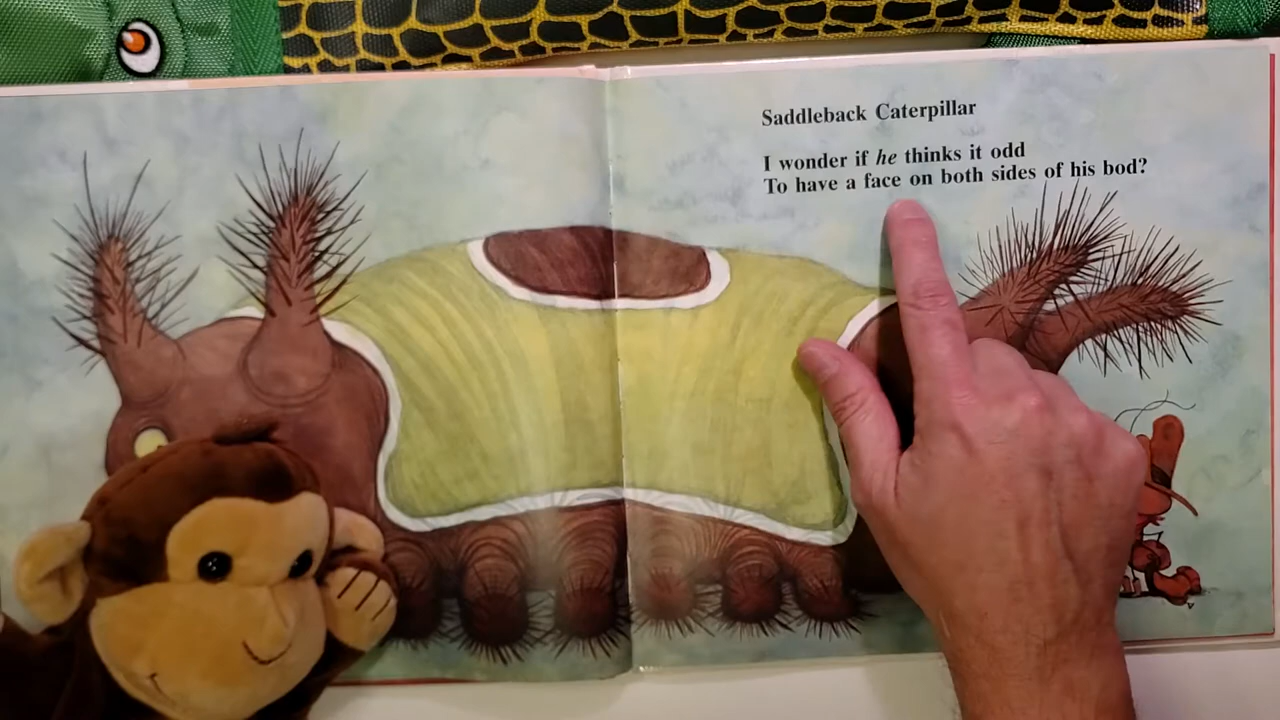 Saddleback Caterpillar
I wonder if he thinks it odd
To have a face on both sides of his bod?